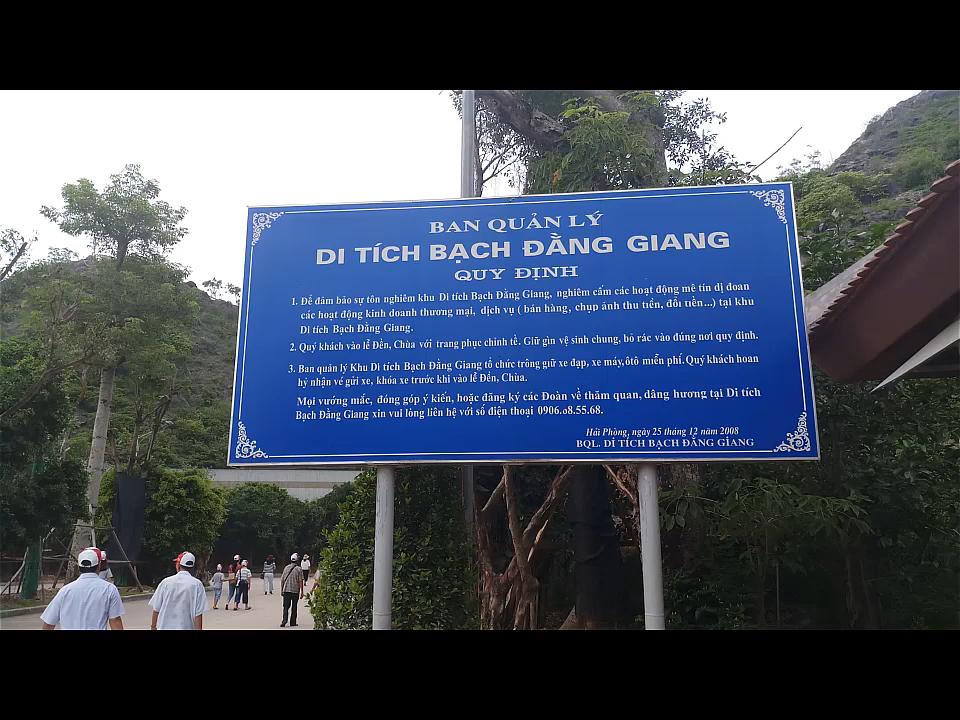 BAN QUẢN LÝ
DI TÍCH BẠCH ĐẰNG GIANG
QUY ĐỊNH
1. Để đảm bảo sự tôn nghiêm khu Di tích Bạch Đằng Giang, nghiêm cấm các hoạt động mê tín dị đoan
các hoạt động kinh doanh thương mại, dịch vụ ( bán hàng, chụp ảnh thu tiền, đổi tiền...) tại khu
Di tích Bạch Đằng Giang.
2. Quý khách vào lễ Đền, Chùa với trang phục chỉnh tề. Giữ gìn vệ sinh chung, bỏ rác vào đúng nơi quy định.
3. Ban quản lý Khu Di tích Bạch Đằng Giang tổ chức trông giữ xe đạp, xe máy, ôtô miễn phí. Quý khách hoan
hỷ nhận vé gửi xe, khóa xe trước khi vào lễ Đền, Chùa.
Mọi vướng mắc, đóng góp ý kiến, hoặc đăng ký các Đoàn về thăm quan, dâng hương tại Di tích
Bạch Đằng Giang xin vui lòng liên hệ với số điện thoại 0906.08.55.68.
Hải Phòng, ngày 25 tháng 12 năm 2008
BQL. DI TÍCH BẠCH ĐẰNG GIANG